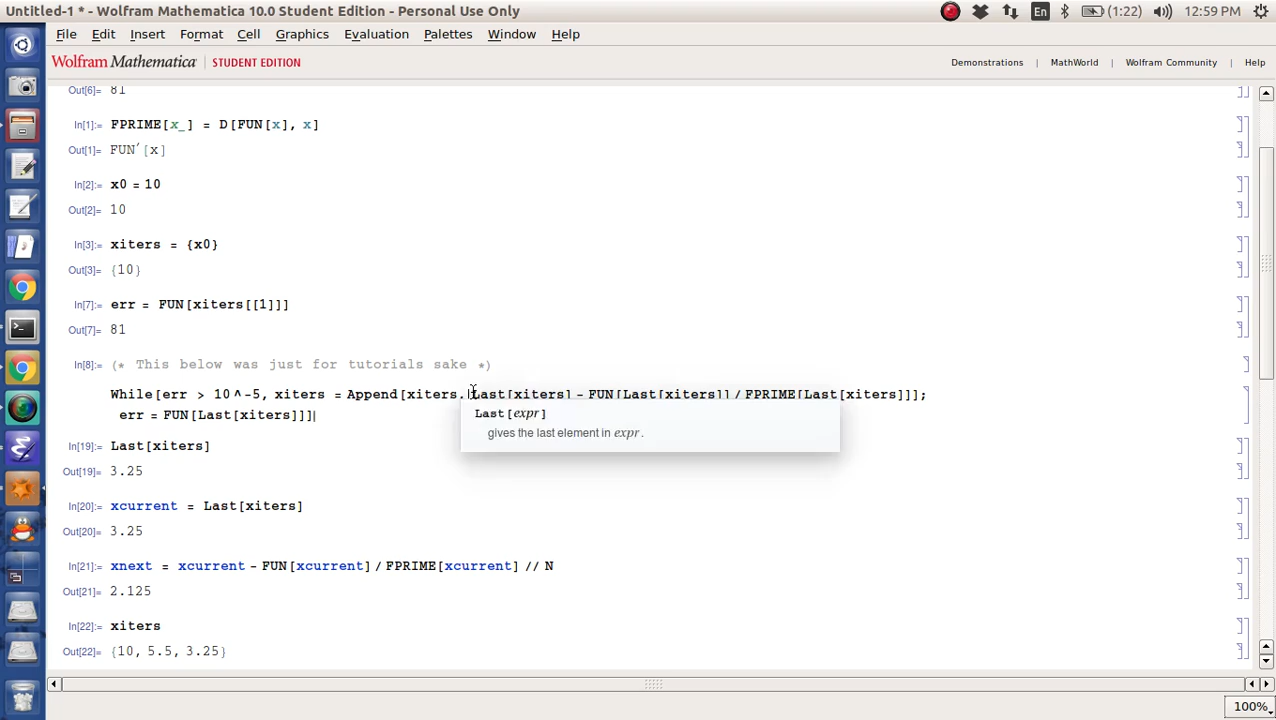 Untitled-1 * - Wolfram Mathematica 10.0 Student Edition - Personal Use Only
En (1:22) 12:59 PM
File Edit Insert Format Cell Graphics Evaluation Palettes Window Help
Wolfram Mathematica | STUDENT EDITION Demonstrations | MathWorld | Wolfram Community | Help
Out[6]= 81
In[1]:= FPRIME[x_] = D[FUN[x], x]
Out[1]= FUN′[x]
In[2]:= x0 = 10
Out[2]= 10
In[3]:= xiters = {x0}
Out[3]= {10}
In[7]:= err = FUN[xiters[[1]]]
Out[7]= 81
In[8]:= (* This below was just for tutorials sake *)
While[err > 10^-5, xiters = Append[xiters, Last[xiters] - FUN[Last[xiters]] / FPRIME[Last[xiters]]];
err = FUN[Last[xiters]]]
Last[expr]
gives the last element in expr.
In[19]:= Last[xiters]
Out[19]= 3.25
In[20]:= xcurrent = Last[xiters]
Out[20]= 3.25
In[21]:= xnext = xcurrent - FUN[xcurrent] / FPRIME[xcurrent] // N
Out[21]= 2.125
In[22]:= xiters
Out[22]= {10, 5.5, 3.25}
100%